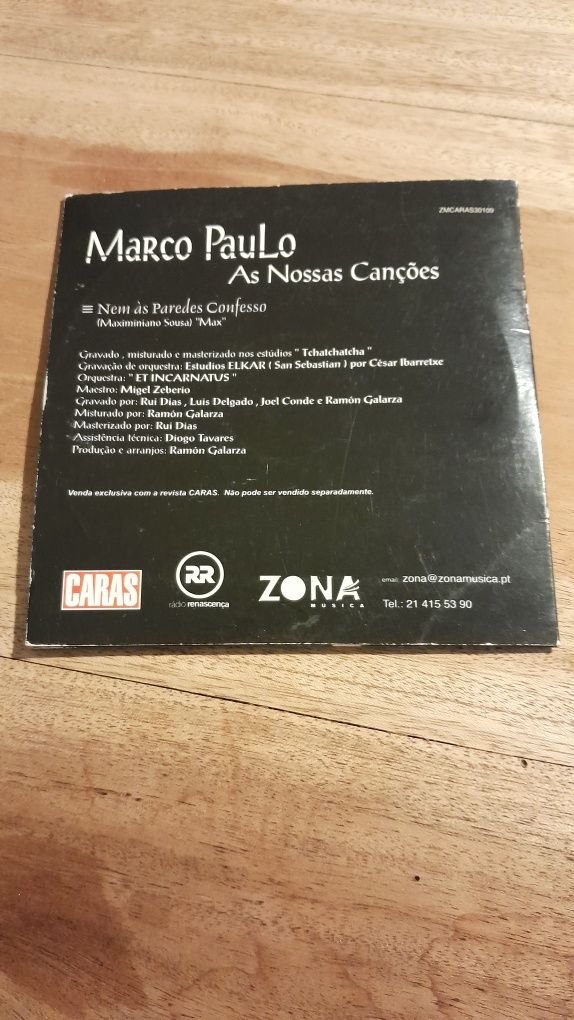 ZMCARAS30109
Marco Paulo
As Nossas Canções
Nem às Paredes Confesso
(Maximiniano Sousa) "Max"
Gravado , misturado e masterizado nos estúdios " Tchatchatcha "
Gravação de orquestra: Estudios ELKAR ( San Sebastian ) por César Ibarretxe
Orquestra: " ET INCARNATUS "
Maestro: Migel Zeberio
Gravado por: Rui Dias , Luis Delgado , Joel Conde e Ramón Galarza
Misturado por: Ramón Galarza
Masterizado por: Rui Dias
Assistência técnica: Diogo Tavares
Produção e arranjos: Ramón Galarza
Venda exclusiva com a revista CARAS. Não pode ser vendido separadamente.
CARAS
RR
rádio renascença
ZONA
MUSICA
email: zona@zonamusica.pt
Tel.: 21 415 53 90